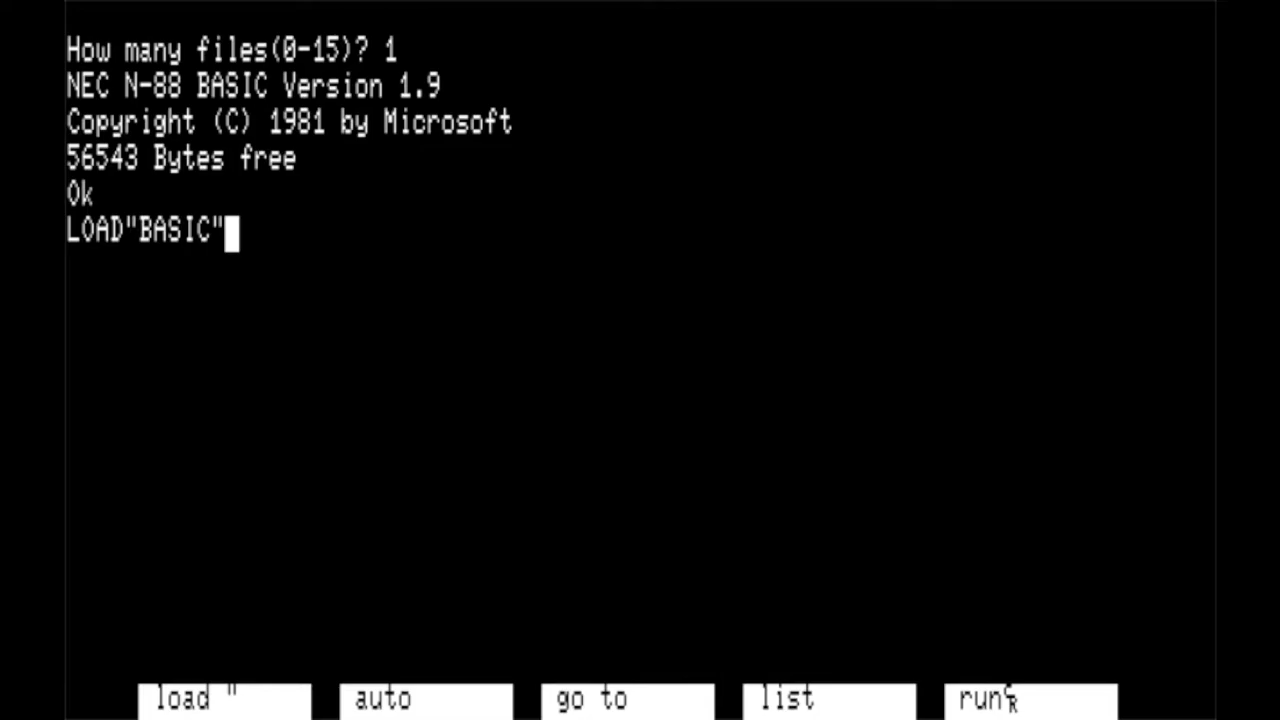 How many files(0-15)? 1
NEC N-88 BASIC Version 1.9
Copyright (C) 1981 by Microsoft
56543 Bytes free
Ok
LOAD"BASIC"
load " auto go to list run␍